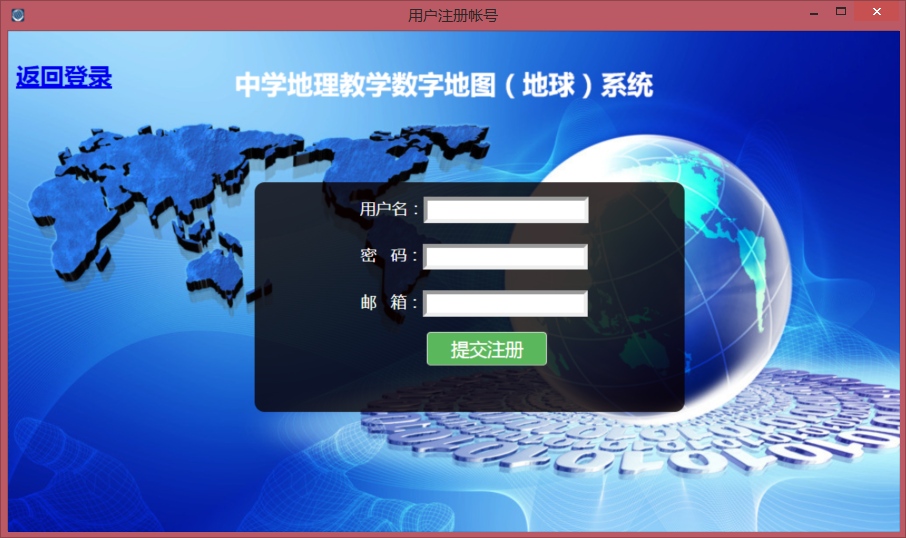 用户注册帐号
返回登录
中学地理教学数字地图（地球）系统
用户名：
密 码：
邮 箱：
提交注册